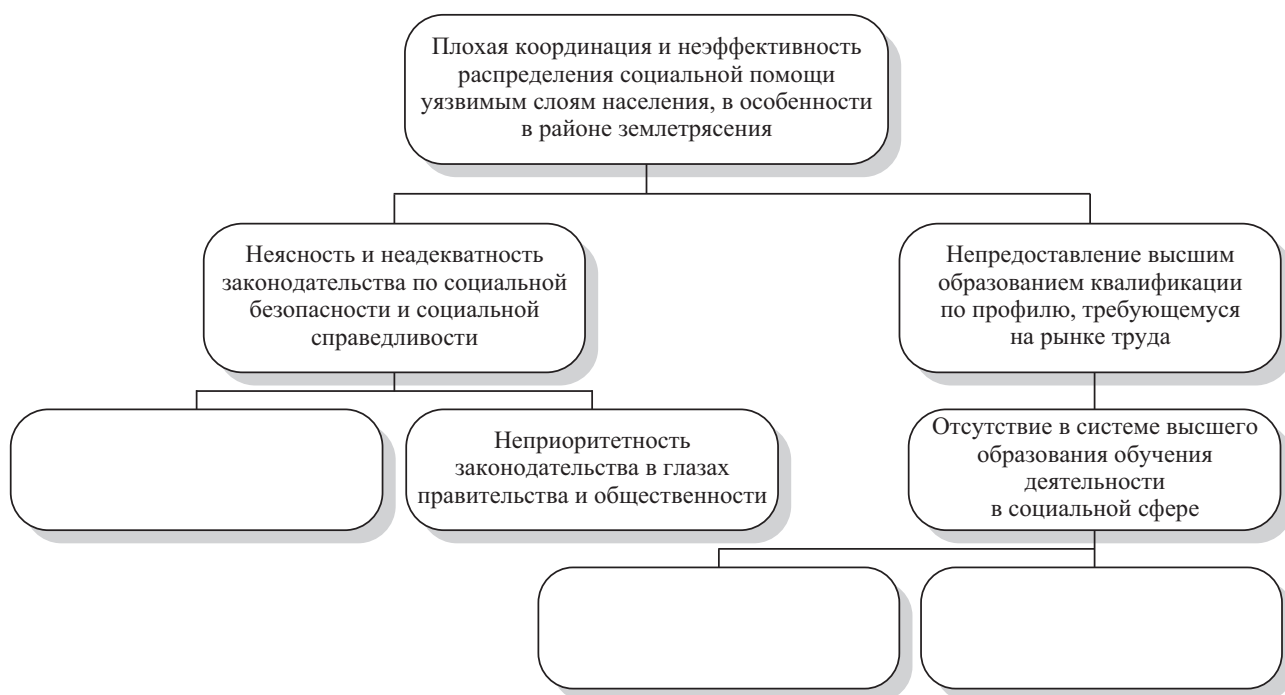 Плохая координация и неэффективность
распределения социальной помощи
уязвимым слоям населения, в особенности
в районе землетрясения
Неясность и неадекватность
законодательства по социальной
безопасности и социальной
справедливости
Непредоставление высшим
образованием квалификации
по профилю, требующемуся
на рынке труда
Неприоритетность
законодательства в глазах
правительства и общественности
Отсутствие в системе высшего
образования обучения
деятельности
в социальной сфере